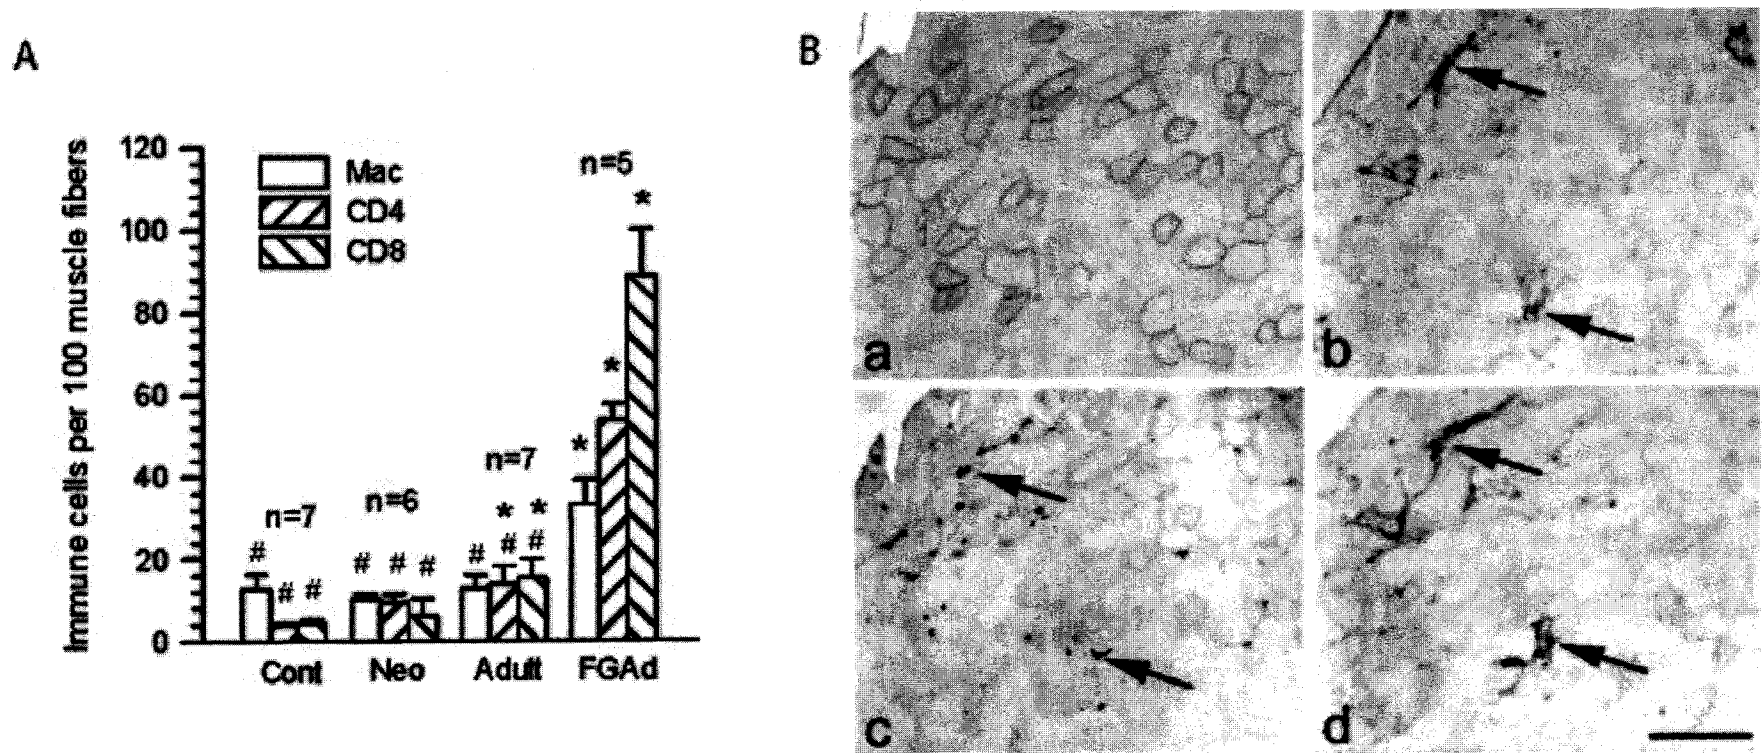 A
B
Immune cells per 100 muscle fibers
120
100
80
60
40
20
0
Mac
CD4
CD8
n=7
n=6
n=7
n=5
# # #
# # #
# # #
* *
* * *
Cont Neo Adult FGAd
a
b
c
d